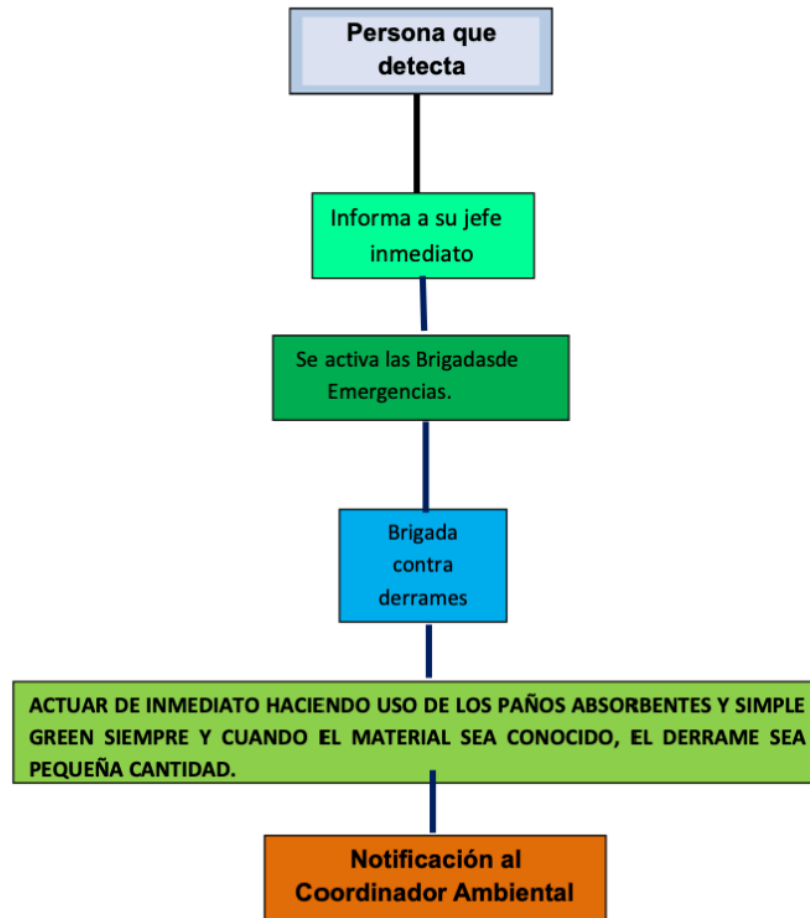 Persona que
detecta
Informa a su jefe
inmediato
Se activa las Brigadasde
Emergencias.
Brigada
contra
derrames
ACTUAR DE INMEDIATO HACIENDO USO DE LOS PAÑOS ABSORBENTES Y SIMPLE
GREEN SIEMPRE Y CUANDO EL MATERIAL SEA CONOCIDO, EL DERRAME SEA
PEQUEÑA CANTIDAD.
Notificación al
Coordinador Ambiental